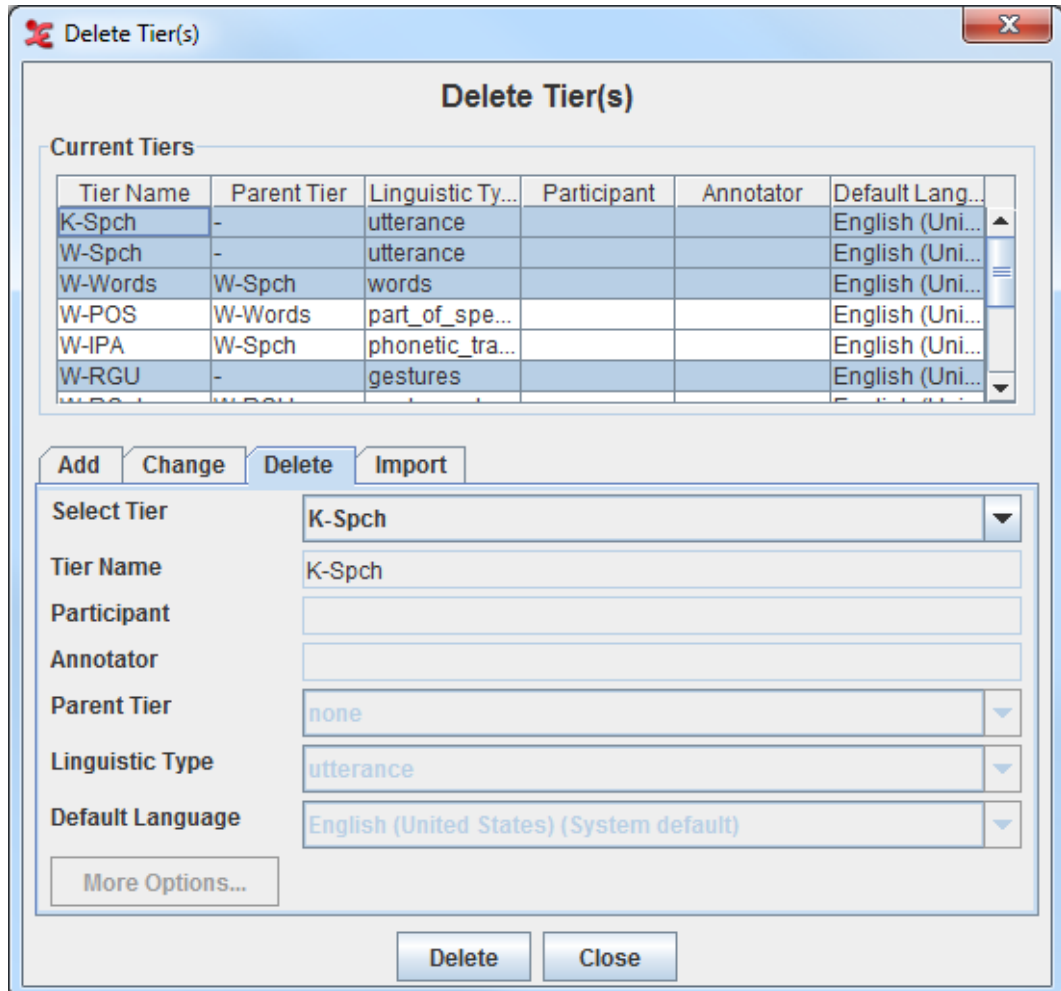 Delete Tier(s)
Delete Tier(s)
Current Tiers
Tier Name Parent Tier Linguistic Ty... Participant Annotator Default Lang...
K-Spch - utterance English (Uni...
W-Spch - utterance English (Uni...
W-Words W-Spch words English (Uni...
W-POS W-Words part_of_spe... English (Uni...
W-IPA W-Spch phonetic_tra... English (Uni...
W-RGU - gestures English (Uni...
Add Change Delete Import
Select Tier K-Spch
Tier Name K-Spch
Participant
Annotator
Parent Tier none
Linguistic Type utterance
Default Language English (United States) (System default)
More Options...
Delete Close